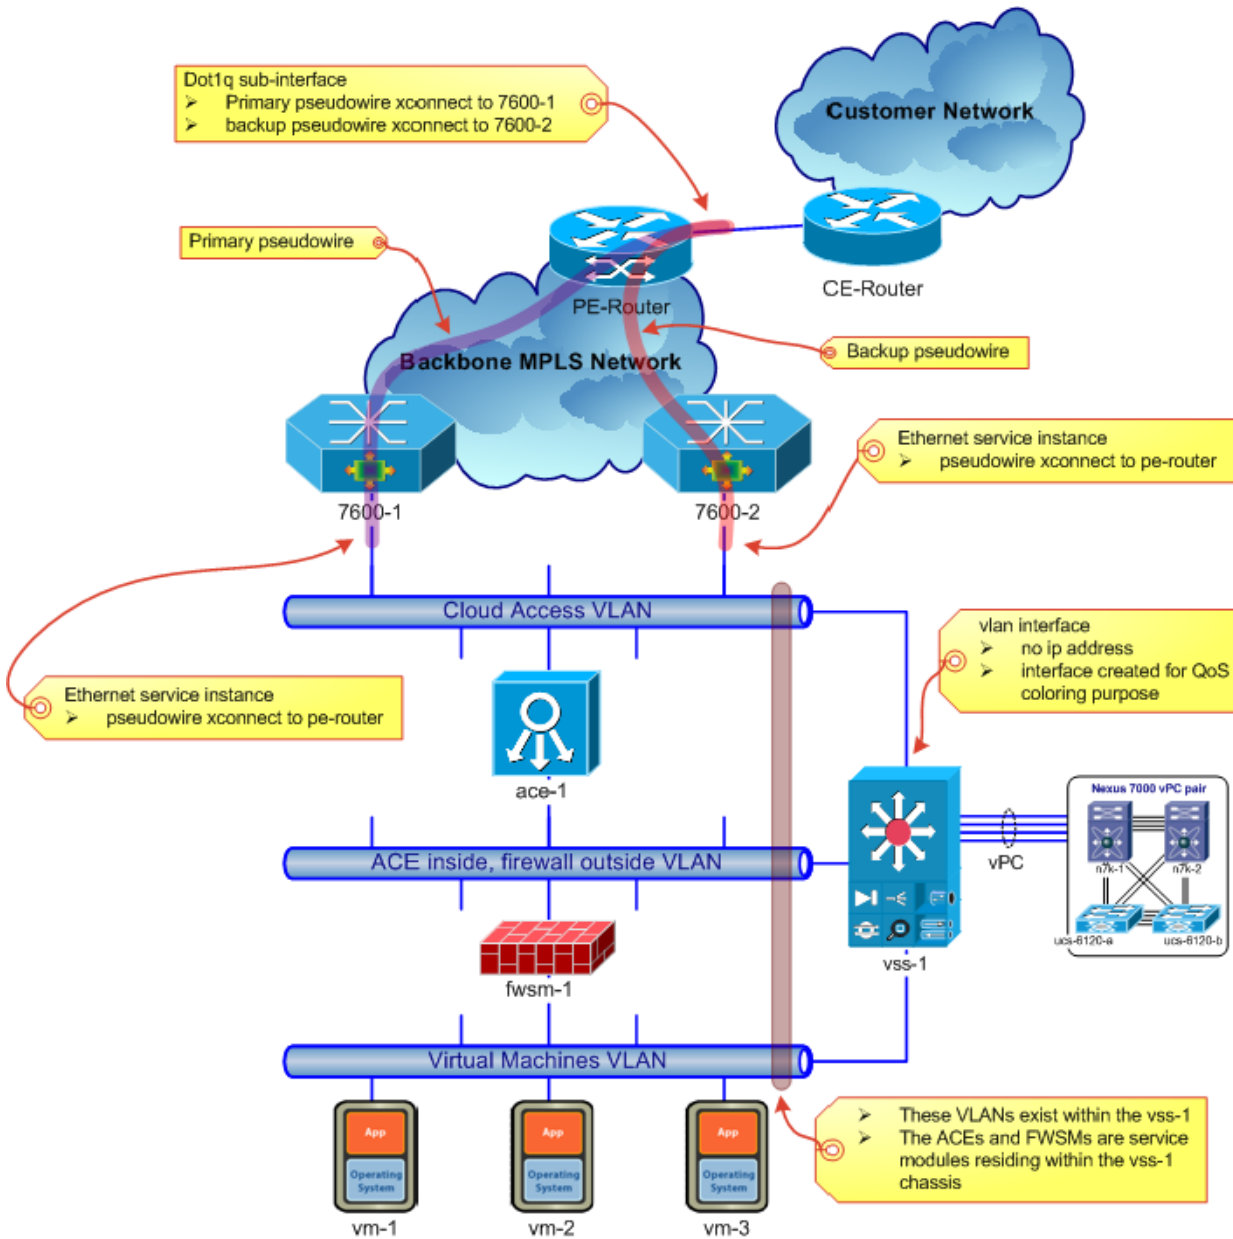 Dot1q sub-interface
➢ Primary pseudowire xconnect to 7600-1
➢ backup pseudowire xconnect to 7600-2
Customer Network
Primary pseudowire
CE-Router
PE-Router
Backup pseudowire
Backbone MPLS Network
Ethernet service instance
➢ pseudowire xconnect to pe-router
7600-1
7600-2
Cloud Access VLAN
vlan interface
➢ no ip address
➢ interface created for QoS
coloring purpose
Ethernet service instance
➢ pseudowire xconnect to pe-router
ace-1
Nexus 7000 vPC pair
n7k-1
n7k-2
vPC
ACE inside, firewall outside VLAN
ucs-6120-a
ucs-6120-b
vss-1
fwsm-1
Virtual Machines VLAN
➢ These VLANs exist within the vss-1
➢ The ACEs and FWSMs are service
modules residing within the vss-1
chassis
App
App
App
Operating
System
Operating
System
Operating
System
vm-1
vm-2
vm-3